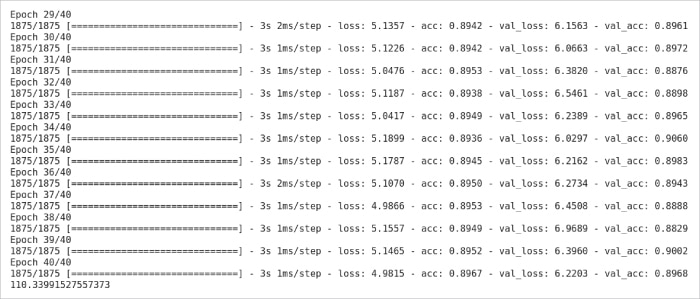 Epoch 29/40
1875/1875 [==============================] - 3s 2ms/step - loss: 5.1357 - acc: 0.8942 - val_loss: 6.1563 - val_acc: 0.8961
Epoch 30/40
1875/1875 [==============================] - 3s 1ms/step - loss: 5.1226 - acc: 0.8942 - val_loss: 6.0663 - val_acc: 0.8972
Epoch 31/40
1875/1875 [==============================] - 3s 1ms/step - loss: 5.0476 - acc: 0.8953 - val_loss: 6.3820 - val_acc: 0.8876
Epoch 32/40
1875/1875 [==============================] - 3s 1ms/step - loss: 5.1187 - acc: 0.8938 - val_loss: 6.5461 - val_acc: 0.8898
Epoch 33/40
1875/1875 [==============================] - 3s 1ms/step - loss: 5.0417 - acc: 0.8949 - val_loss: 6.2389 - val_acc: 0.8965
Epoch 34/40
1875/1875 [==============================] - 3s 1ms/step - loss: 5.1899 - acc: 0.8936 - val_loss: 6.0297 - val_acc: 0.9060
Epoch 35/40
1875/1875 [==============================] - 3s 1ms/step - loss: 5.1787 - acc: 0.8945 - val_loss: 6.2162 - val_acc: 0.8983
Epoch 36/40
1875/1875 [==============================] - 3s 2ms/step - loss: 5.1070 - acc: 0.8950 - val_loss: 6.2734 - val_acc: 0.8943
Epoch 37/40
1875/1875 [==============================] - 3s 1ms/step - loss: 4.9866 - acc: 0.8953 - val_loss: 6.4508 - val_acc: 0.8888
Epoch 38/40
1875/1875 [==============================] - 3s 1ms/step - loss: 5.1557 - acc: 0.8949 - val_loss: 6.9689 - val_acc: 0.8829
Epoch 39/40
1875/1875 [==============================] - 3s 1ms/step - loss: 5.1465 - acc: 0.8952 - val_loss: 6.3960 - val_acc: 0.9002
Epoch 40/40
1875/1875 [==============================] - 3s 1ms/step - loss: 4.9815 - acc: 0.8967 - val_loss: 6.2203 - val_acc: 0.8968
110.33991527557373